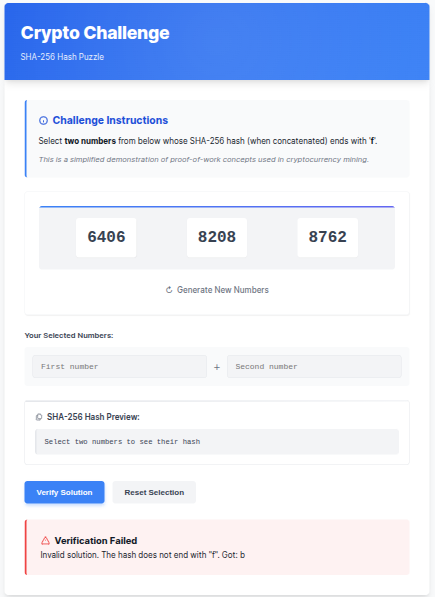 Crypto Challenge
SHA-256 Hash Puzzle
Challenge Instructions
Select two numbers from below whose SHA-256 hash (when concatenated) ends with 'f'.
This is a simplified demonstration of proof-of-work concepts used in cryptocurrency mining.
6406 8208 8762
Generate New Numbers
Your Selected Numbers:
First number + Second number
SHA-256 Hash Preview:
Select two numbers to see their hash
Verify Solution Reset Selection
Verification Failed
Invalid solution. The hash does not end with "f". Got: b